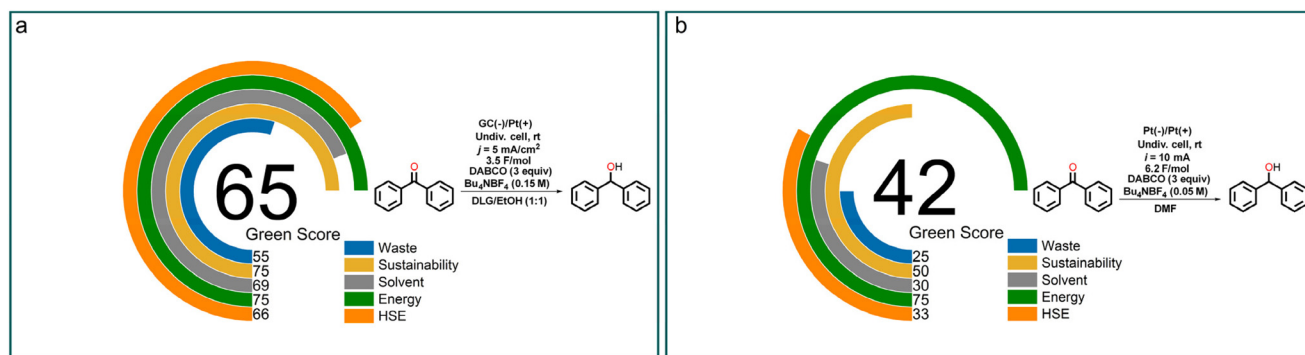 a
65
Green Score
55
75
69
75
66
Waste
Sustainability
Solvent
Energy
HSE
GC(-)/Pt(+)
Undiv. cell, rt
j = 5 mA/cm²
3.5 F/mol
DABCO (3 equiv)
Bu₄NBF₄ (0.15 M)
DLG/EtOH (1:1)
O
OH
b
42
Green Score
25
50
30
75
33
Waste
Sustainability
Solvent
Energy
HSE
Pt(-)/Pt(+)
Undiv. cell, rt
i = 10 mA
6.2 F/mol
DABCO (3 equiv)
Bu₄NBF₄ (0.05 M)
DMF
O
OH